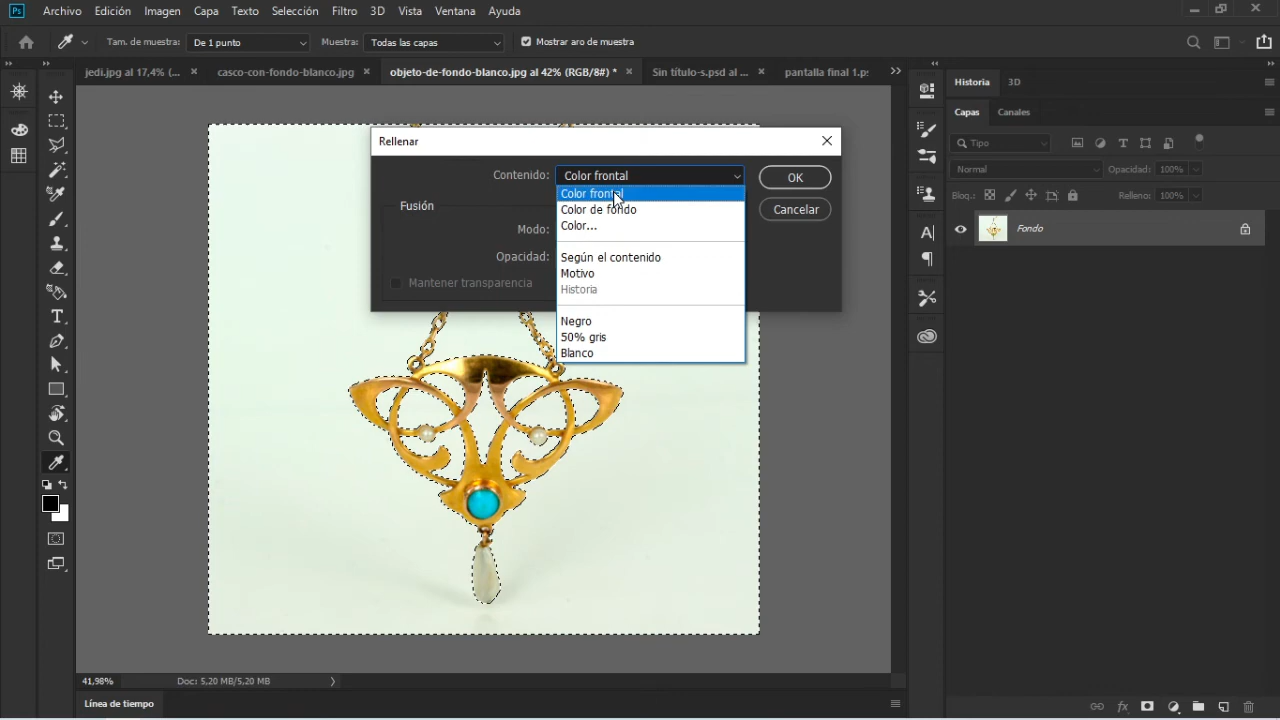 Ps Archivo Edición Imagen Capa Texto Selección Filtro 3D Vista Ventana Ayuda
Tam. de muestra: De 1 punto Muestra: Todas las capas Mostrar aro de muestra
jedi.jpg al 17,4% (... × casco-con-fondo-blanco.jpg × objeto-de-fondo-blanco.jpg al 42% (RGB/8#) * × Sin título-s.psd al ... × pantalla final 1.ps
Historia 3D
Capas Canales
Tipo
Normal Opacidad: 100%
Bloq.: Relleno: 100%
Fondo
Rellenar
Contenido: Color frontal OK
Color frontal
Fusión Color de fondo Cancelar
Color...
Modo:
Opacidad: Según el contenido
Motivo
Mantener transparencia Historia
Negro
50% gris
Blanco
41,98% Doc: 5,20 MB/5,20 MB
Línea de tiempo
fx